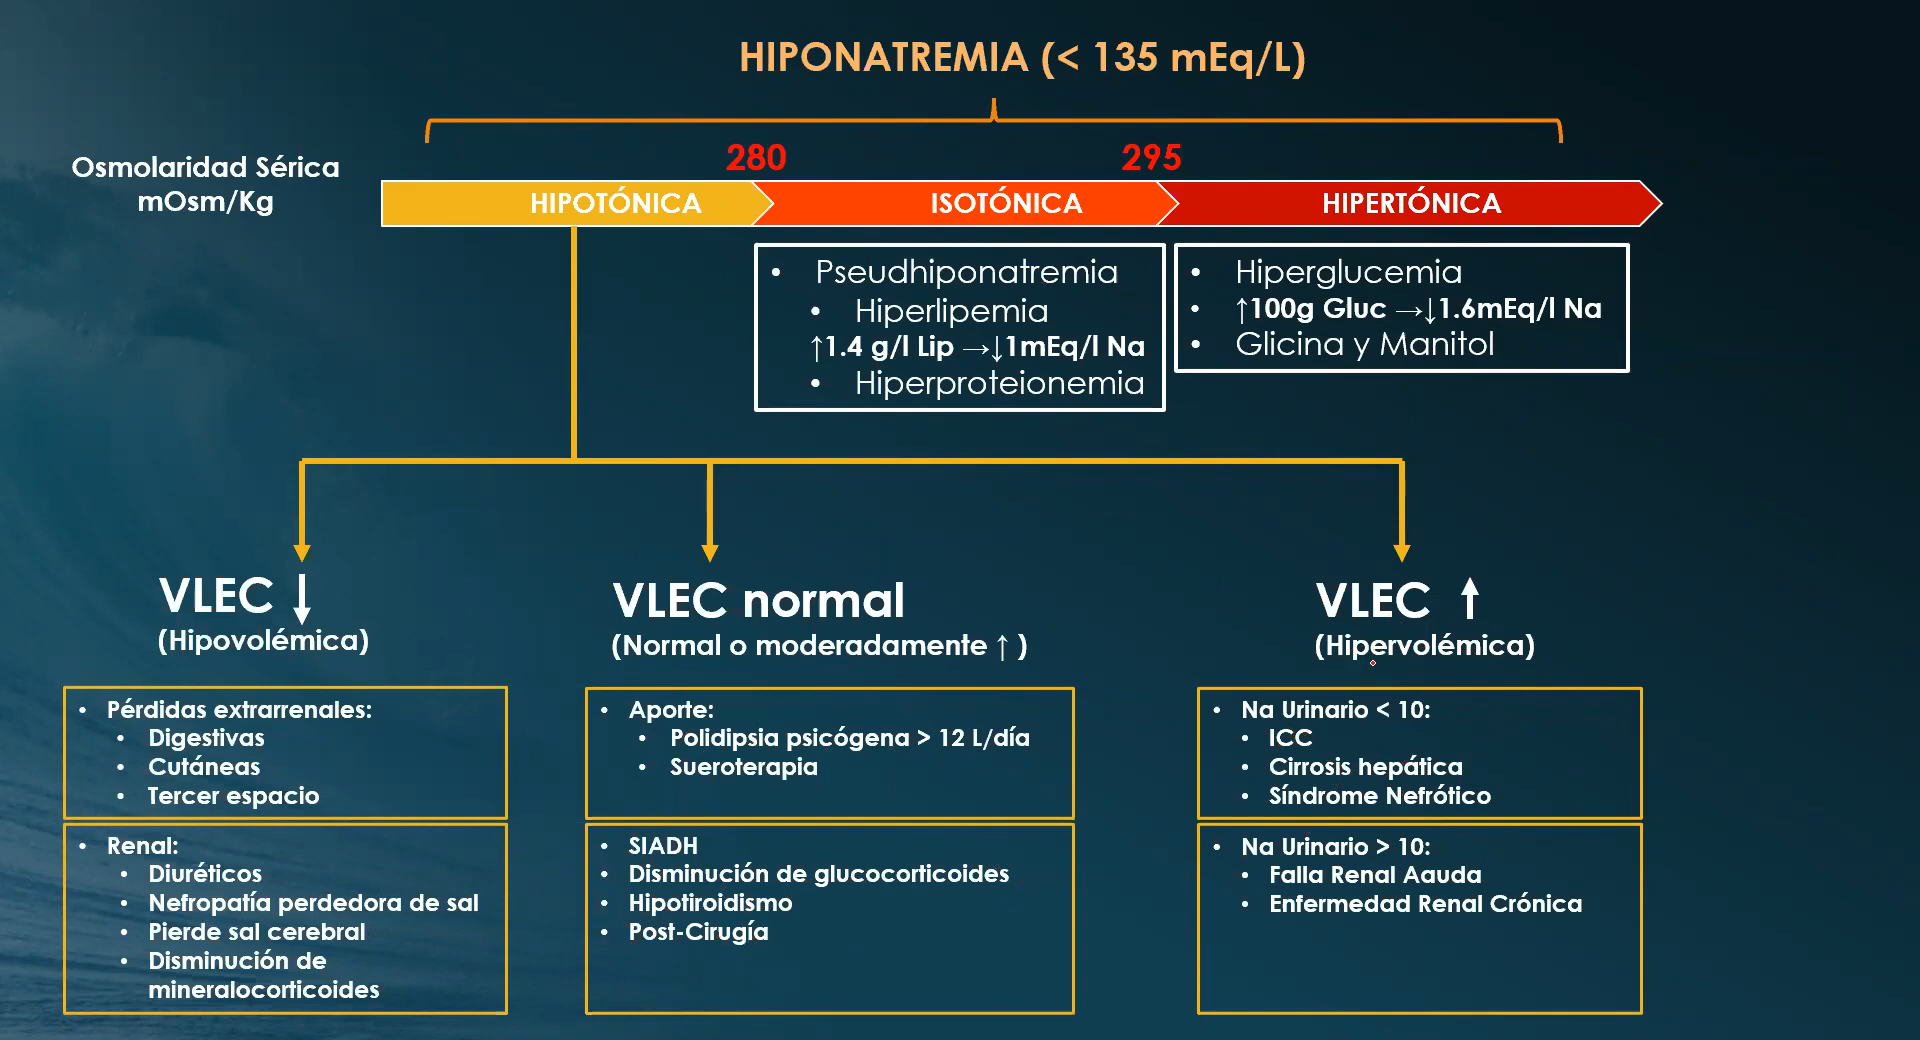 HIPONATREMIA (< 135 mEq/L)
Osmolaridad Sérica
mOsm/Kg
280
295
HIPOTÓNICA
ISOTÓNICA
HIPERTÓNICA
• Pseudhiponatremia
• Hiperlipemia
↑1.4 g/l Lip →↓1mEq/l Na
• Hiperproteionemia
• Hiperglucemia
• ↑100g Gluc →↓1.6mEq/l Na
• Glicina y Manitol
VLEC ↓
(Hipovolémica)
• Pérdidas extrarrenales:
• Digestivas
• Cutáneas
• Tercer espacio
• Renal:
• Diuréticos
• Nefropatía perdedora de sal
• Pierde sal cerebral
• Disminución de
mineralocorticoides
VLEC normal
(Normal o moderadamente ↑ )
• Aporte:
• Polidipsia psicógena > 12 L/día
• Sueroterapia
• SIADH
• Disminución de glucocorticoides
• Hipotiroidismo
• Post-Cirugía
VLEC ↑
(Hipervolémica)
• Na Urinario < 10:
• ICC
• Cirrosis hepática
• Síndrome Nefrótico
• Na Urinario > 10:
• Falla Renal Aauda
• Enfermedad Renal Crónica